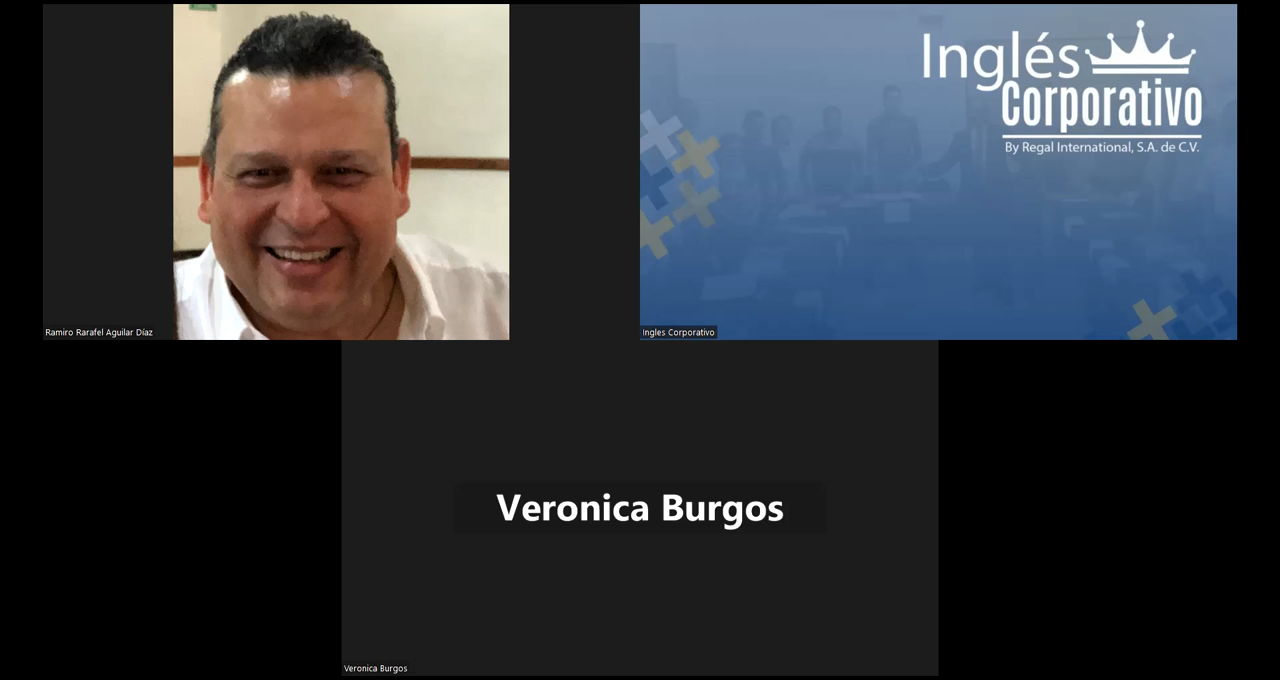 Inglés
Corporativo
By Regal International, S.A. de C.V.
Ramiro Rarafel Aguilar Díaz
Ingles Corporativo
Veronica Burgos
Veronica Burgos